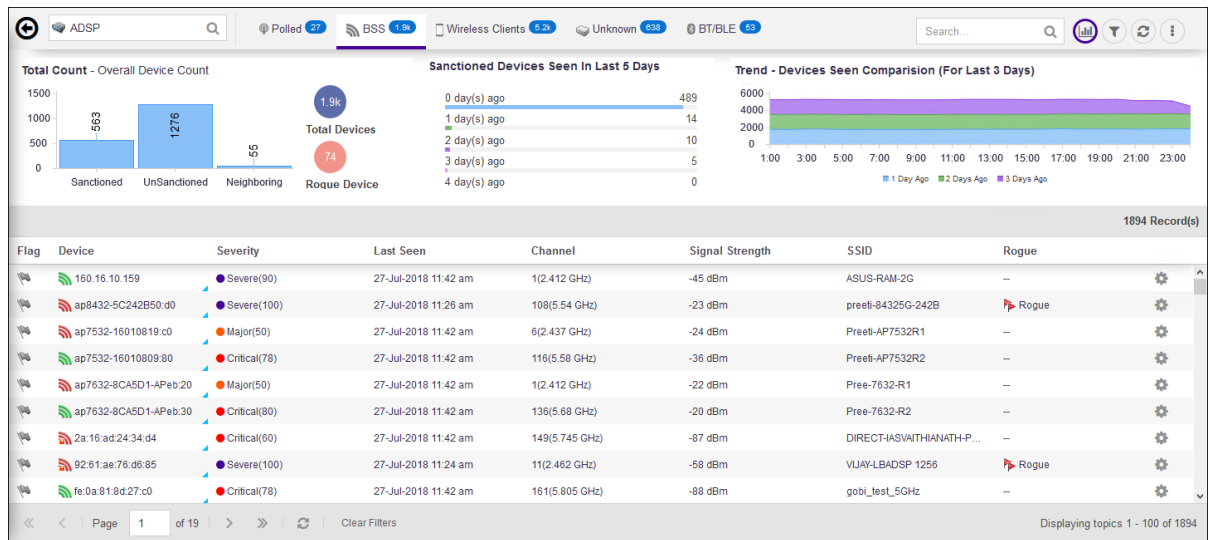 ADSP
Polled 27
BSS 1.9k
Wireless Clients 5.2k
Unknown 638
BT/BLE 53
Search...
Total Count - Overall Device Count
1500
1000
500
0
563
1276
55
Sanctioned UnSanctioned Neighboring
1.9k
Total Devices
74
Rogue Device
Sanctioned Devices Seen In Last 5 Days
0 day(s) ago 489
1 day(s) ago 14
2 day(s) ago 10
3 day(s) ago 5
4 day(s) ago 0
Trend - Devices Seen Comparision (For Last 3 Days)
6000
4000
2000
0
1:00 3:00 5:00 7:00 9:00 11:00 13:00 15:00 17:00 19:00 21:00 23:00
1 Day Ago 2 Days Ago 3 Days Ago
1894 Record(s)
Flag Device Severity Last Seen Channel Signal Strength SSID Rogue
160.16.10.159 Severe(90) 27-Jul-2018 11:42 am 1(2.412 GHz) -45 dBm ASUS-RAM-2G --
ap8432-5C242B50:d0 Severe(100) 27-Jul-2018 11:26 am 108(5.54 GHz) -23 dBm preeti-84325G-242B Rogue
ap7532-16010819:c0 Major(50) 27-Jul-2018 11:42 am 6(2.437 GHz) -24 dBm Preeti-AP7532R1 --
ap7532-16010809:80 Critical(78) 27-Jul-2018 11:42 am 116(5.58 GHz) -36 dBm Preeti-AP7532R2 --
ap7632-8CA5D1-APeb:20 Major(50) 27-Jul-2018 11:42 am 1(2.412 GHz) -22 dBm Pree-7632-R1 --
ap7632-8CA5D1-APeb:30 Critical(80) 27-Jul-2018 11:42 am 136(5.68 GHz) -20 dBm Pree-7632-R2 --
2a:16:ad:24:34:d4 Critical(60) 27-Jul-2018 11:42 am 149(5.745 GHz) -87 dBm DIRECT-IASVAITHIANATH-P... --
92:61:ae:76:d6:85 Severe(100) 27-Jul-2018 11:24 am 11(2.462 GHz) -58 dBm VIJAY-LBADSP 1256 Rogue
fe:0a:81:8d:27:c0 Critical(78) 27-Jul-2018 11:42 am 161(5.805 GHz) -88 dBm gobi_test_5GHz --
Page 1 of 19 Clear Filters Displaying topics 1 - 100 of 1894